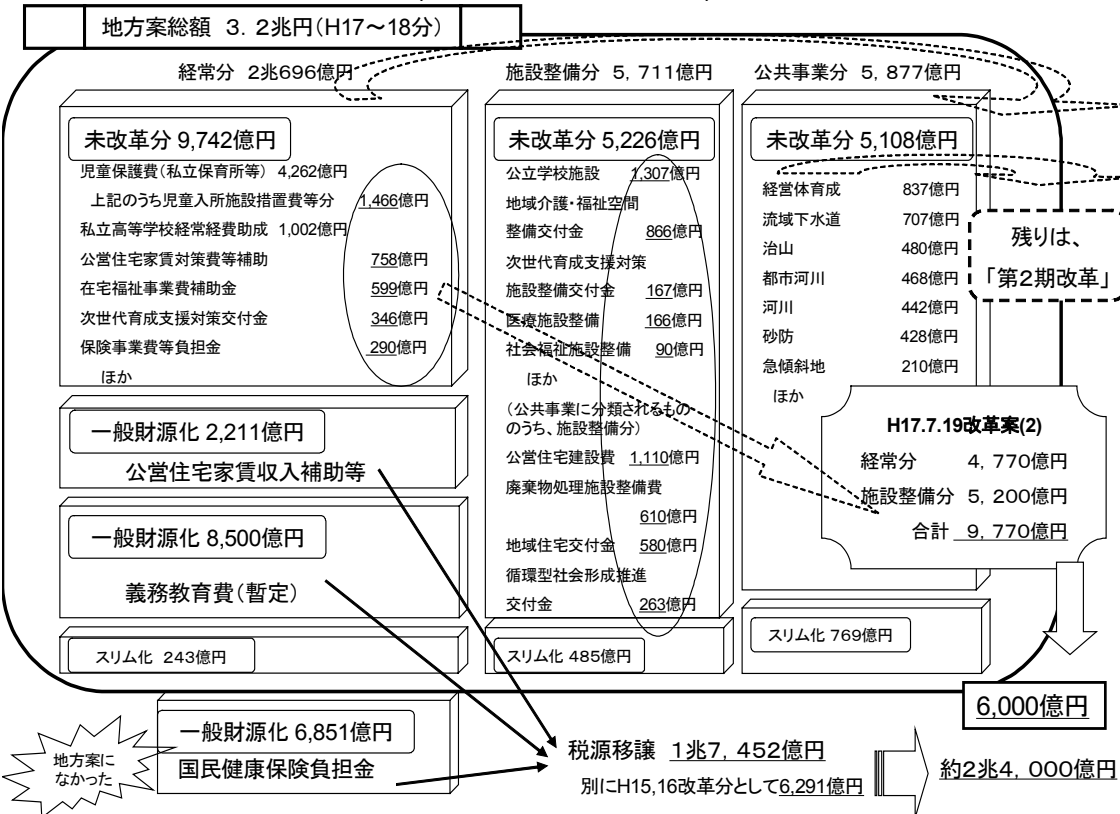 地方案総額 3.2兆円(H17～18分)
経常分 2兆696億円
未改革分 9,742億円
児童保護費(私立保育所等) 4,262億円
上記のうち児童入所施設措置費等分 1,466億円
私立高等学校経常経費助成 1,002億円
公営住宅家賃対策費等補助 758億円
在宅福祉事業費補助金 599億円
次世代育成支援対策交付金 346億円
保険事業費等負担金 290億円
ほか
一般財源化 2,211億円
公営住宅家賃収入補助等
一般財源化 8,500億円
義務教育費(暫定)
スリム化 243億円
施設整備分 5,711億円
未改革分 5,226億円
公立学校施設 1,307億円
地域介護・福祉空間
整備交付金 866億円
次世代育成支援対策
施設整備交付金 167億円
医療施設整備 166億円
社会福祉施設整備 90億円
ほか
(公共事業に分類されるもの
のうち、施設整備分)
公営住宅建設費 1,110億円
廃棄物処理施設整備費
610億円
地域住宅交付金 580億円
循環型社会形成推進
交付金 263億円
スリム化 485億円
公共事業分 5,877億円
未改革分 5,108億円
経営体育成 837億円
流域下水道 707億円
治山 480億円
都市河川 468億円
河川 442億円
砂防 428億円
急傾斜地 210億円
ほか
スリム化 769億円
残りは、
「第2期改革」
H17.7.19改革案(2)
経常分 4,770億円
施設整備分 5,200億円
合計 9,770億円
6,000億円
地方案に
なかった
一般財源化 6,851億円
国民健康保険負担金
税源移譲 1兆7,452億円
別にH15,16改革分として6,291億円
約2兆4,000億円